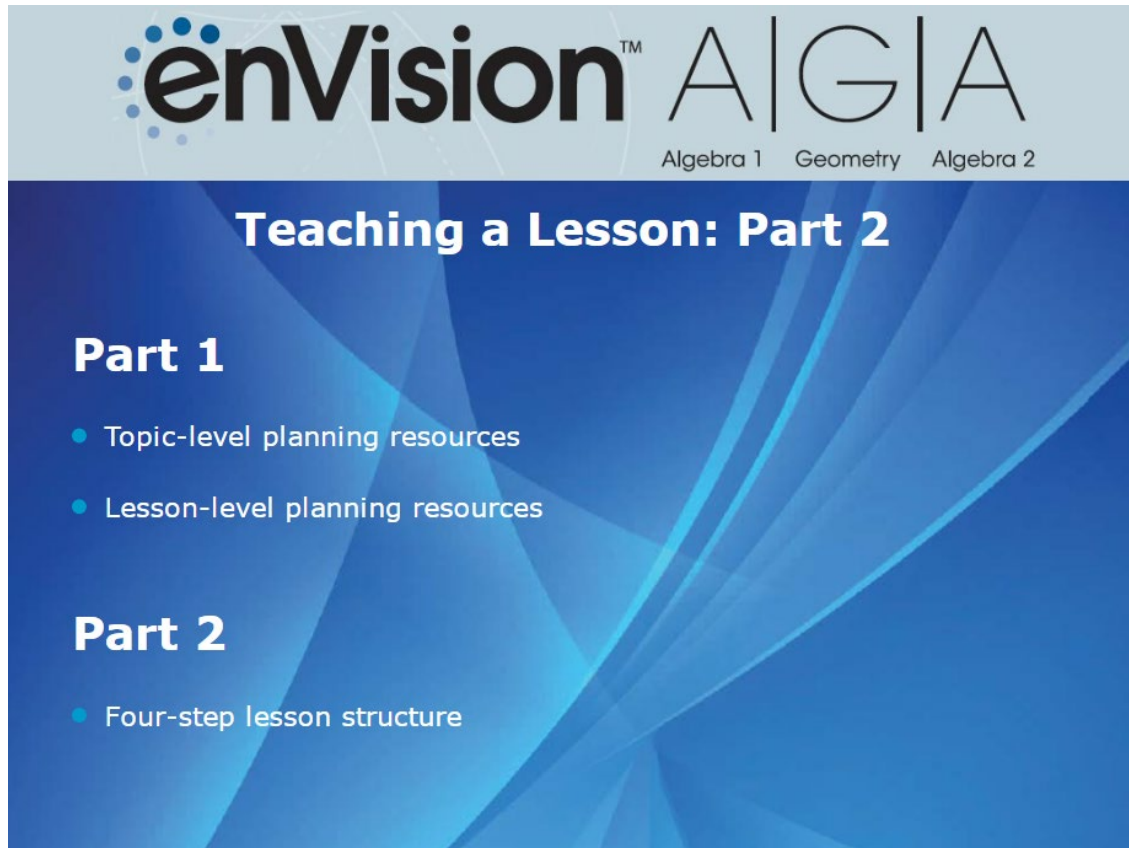 enVision™ A|G|A
Algebra 1 Geometry Algebra 2
Teaching a Lesson: Part 2
Part 1
Topic-level planning resources
Lesson-level planning resources
Part 2
Four-step lesson structure